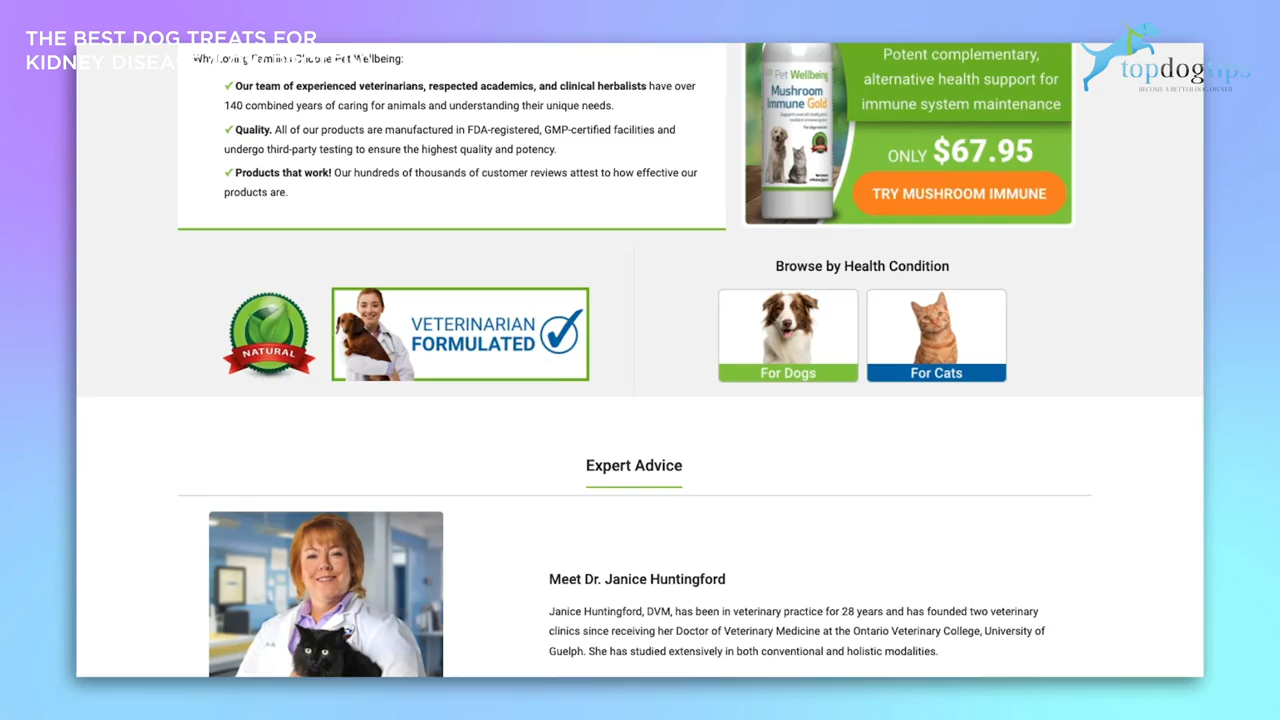 THE BEST DOG TREATS FOR
KIDNEY DISEAS
topdogtips
BECOME A BETTER DOG OWNER
Why Loving Families Choose Pet Wellbeing:
✔Our team of experienced veterinarians, respected academics, and clinical herbalists have over
140 combined years of caring for animals and understanding their unique needs.
✔Quality. All of our products are manufactured in FDA-registered, GMP-certified facilities and
undergo third-party testing to ensure the highest quality and potency.
✔Products that work! Our hundreds of thousands of customer reviews attest to how effective our
products are.
Pet Wellbeing
Mushroom
Immune Gold
Potent complementary,
alternative health support for
immune system maintenance
ONLY $67.95
TRY MUSHROOM IMMUNE
NATURAL
VETERINARIAN
FORMULATED
Browse by Health Condition
For Dogs
For Cats
Expert Advice
Meet Dr. Janice Huntingford
Janice Huntingford, DVM, has been in veterinary practice for 28 years and has founded two veterinary
clinics since receiving her Doctor of Veterinary Medicine at the Ontario Veterinary College, University of
Guelph. She has studied extensively in both conventional and holistic modalities.